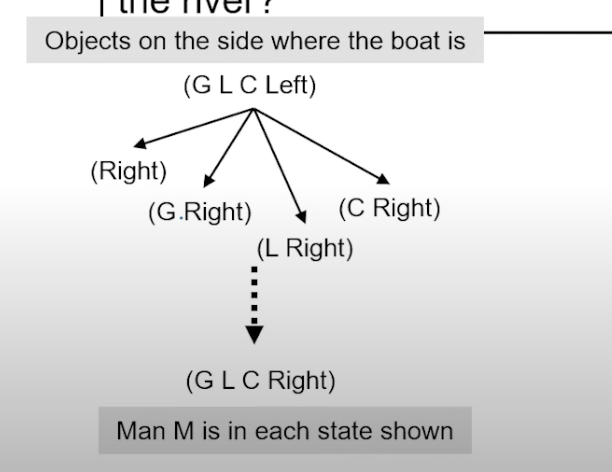 the river?
Objects on the side where the boat is
(G L C Left)
(Right)
(G.Right)
(C Right)
(L Right)
(G L C Right)
Man M is in each state shown